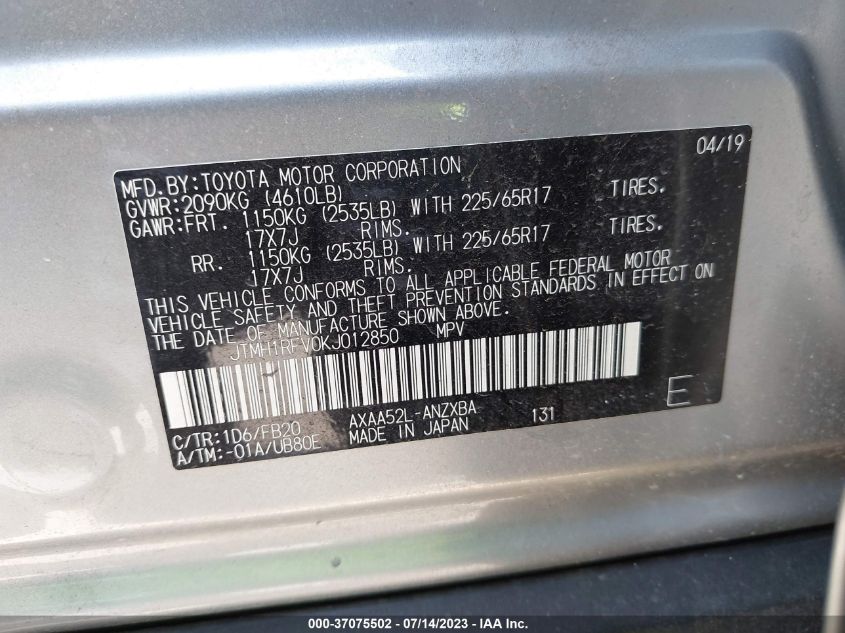 04/19
MFD.BY:TOYOTA MOTOR CORPORATION
GVWR:2090KG (4610LB)
GAWR:FRT. 1150KG (2535LB) WITH 225/65R17 TIRES.
17X7J RIMS.
RR. 1150KG (2535LB) WITH 225/65R17 TIRES.
17X7J RIMS.
THIS VEHICLE CONFORMS TO ALL APPLICABLE FEDERAL MOTOR
VEHICLE SAFETY AND THEFT PREVENTION STANDARDS IN EFFECT ON
THE DATE OF MANUFACTURE SHOWN ABOVE.
JTMH1RFV0KJ012850 MPV
C/TR:1D6/FB20 AXAA52L-ANZXBA 131 E
A/TM:-01A/UB80E MADE IN JAPAN
000-37075502 - 07/14/2023 - IAA Inc.